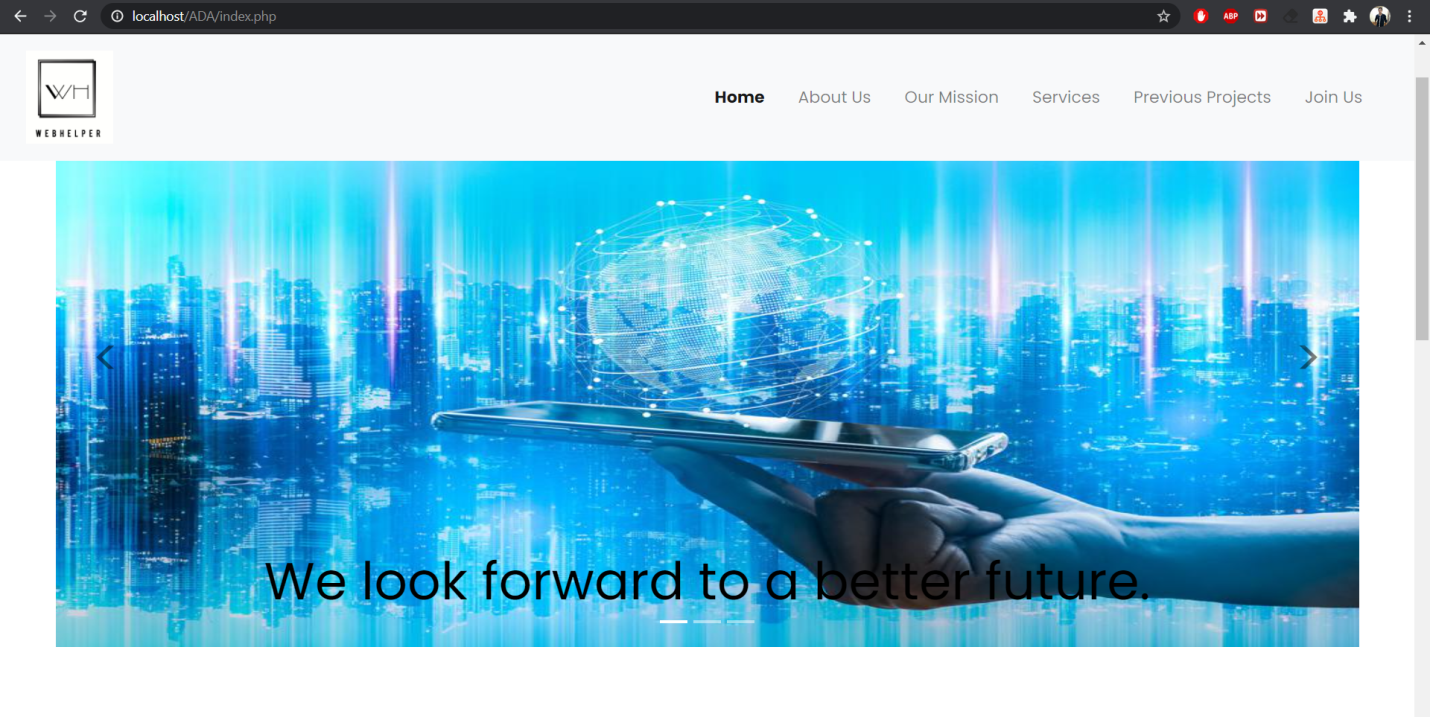 localhost/ADA/index.php
ABP
WH
WEBHELPER
Home About Us Our Mission Services Previous Projects Join Us
We look forward to a better future.